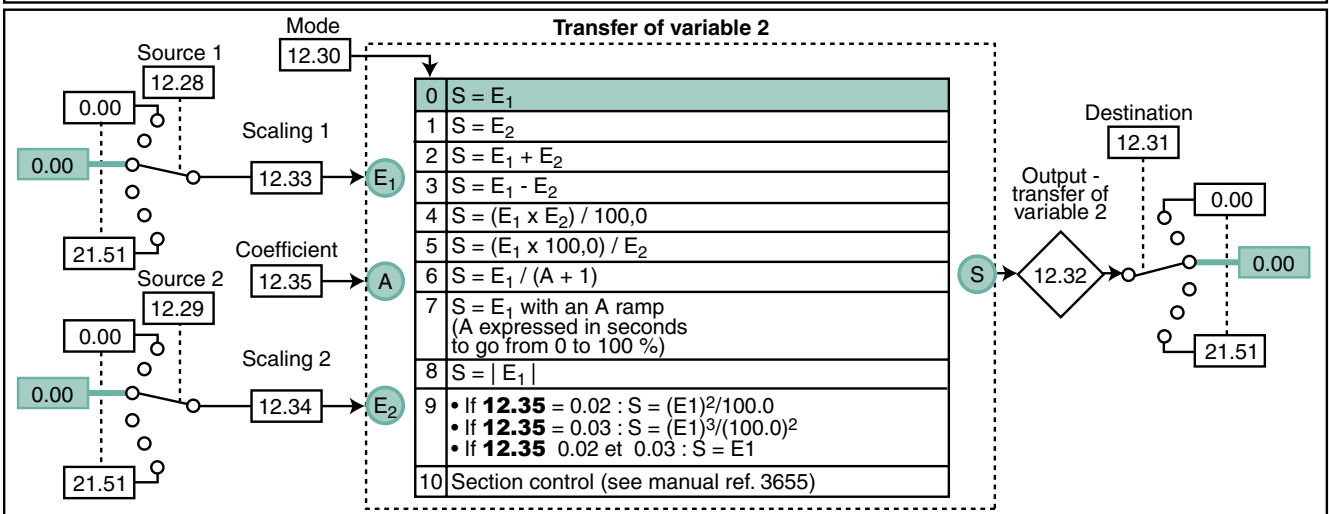 Transfer of variable 2
Mode
12.30
Source 1
12.28
0.00
0.00
21.51
Scaling 1
12.33
E1
Coefficient
12.35
A
Source 2
12.29
0.00
0.00
21.51
Scaling 2
12.34
E2
0 S = E1
1 S = E2
2 S = E1 + E2
3 S = E1 - E2
4 S = (E1 x E2) / 100,0
5 S = (E1 x 100,0) / E2
6 S = E1 / (A + 1)
7 S = E1 with an A ramp
(A expressed in seconds
to go from 0 to 100 %)
8 S = | E1 |
9 • If 12.35 = 0.02 : S = (E1)²/100.0
• If 12.35 = 0.03 : S = (E1)³/(100.0)²
• If 12.35 0.02 et 0.03 : S = E1
10 Section control (see manual ref. 3655)
S
Output -
transfer of
variable 2
12.32
Destination
12.31
0.00
0.00
21.51